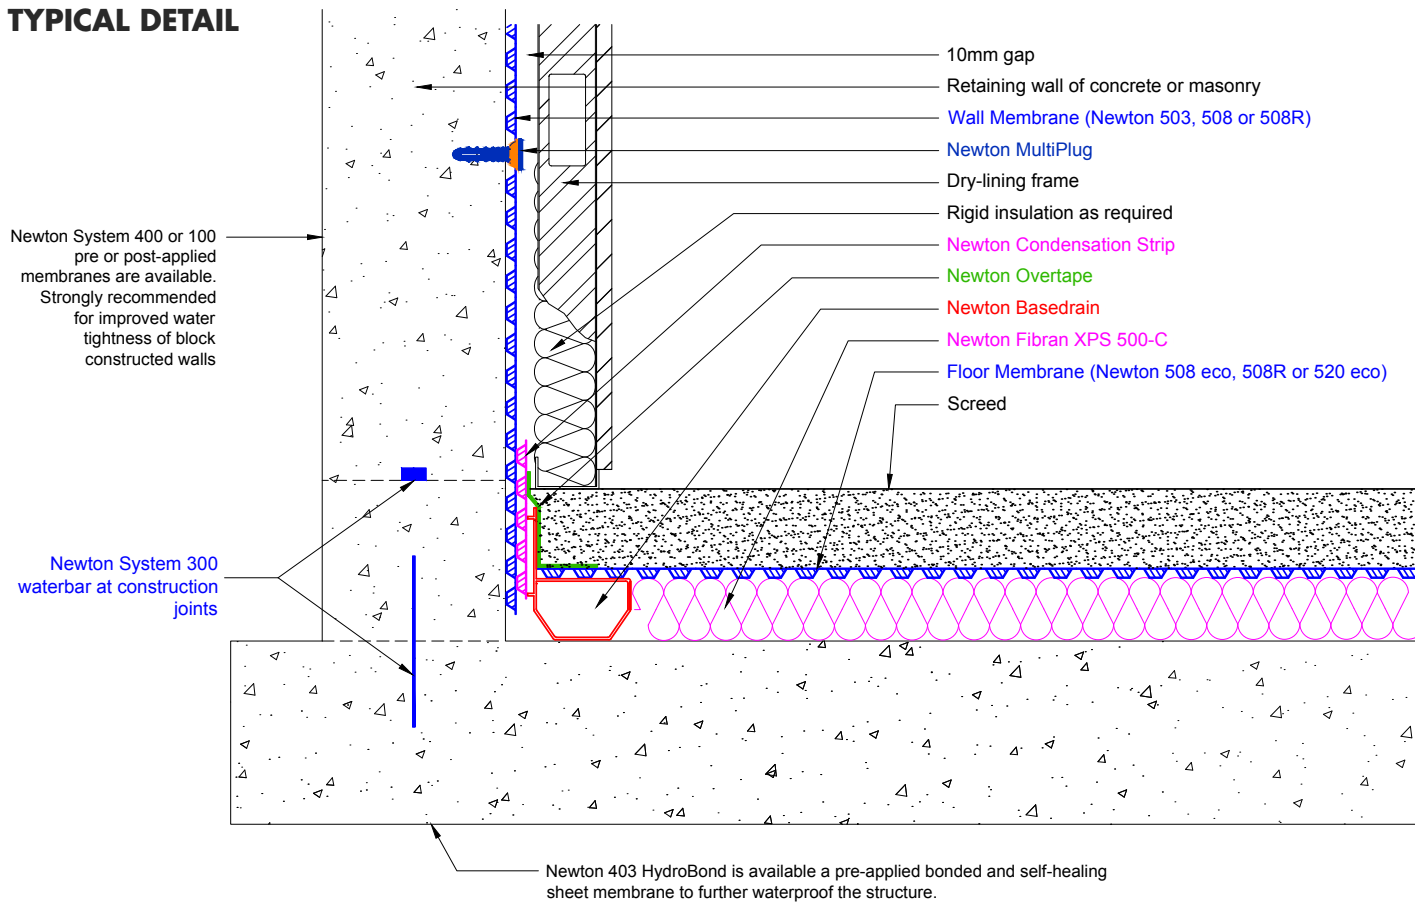 TYPICAL DETAIL
10mm gap
Retaining wall of concrete or masonry
Wall Membrane (Newton 503, 508 or 508R)
Newton MultiPlug
Dry-lining frame
Rigid insulation as required
Newton Condensation Strip
Newton Overtape
Newton Basedrain
Newton Fibran XPS 500-C
Floor Membrane (Newton 508 eco, 508R or 520 eco)
Screed
Newton System 400 or 100
pre or post-applied
membranes are available.
Strongly recommended
for improved water
tightness of block
constructed walls
Newton System 300
waterbar at construction
joints
Newton 403 HydroBond is available a pre-applied bonded and self-healing
sheet membrane to further waterproof the structure.